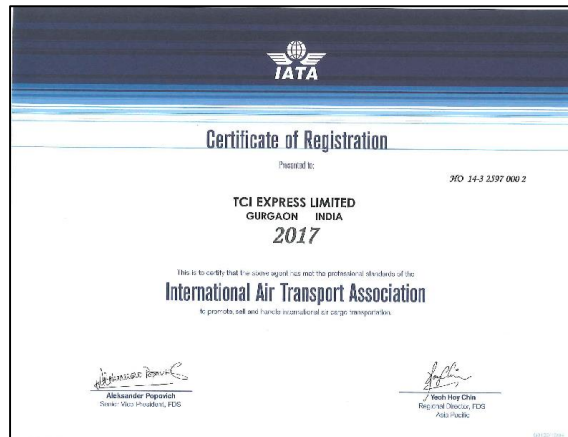 IATA
Certificate of Registration
Presented to:
HO 14-3 2597 000 2
TCI EXPRESS LIMITED
GURGAON INDIA
2017
This is to certify that the above agent has met the professional standards of the
International Air Transport Association
to promote, sell and handle international air cargo transportation.
Aleksander Popovich
Senior Vice President, FDS
Yeoh Hoy Chin
Regional Director, FDS
Asia Pacific